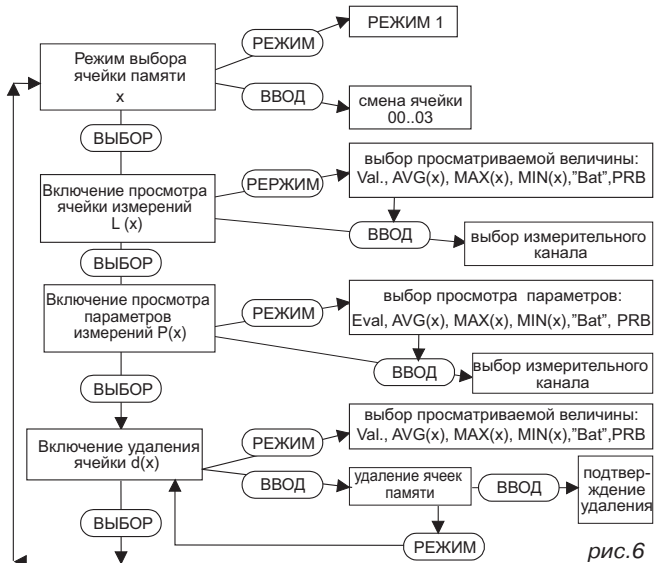 РЕЖИМ 1
РЕЖИМ
Режим выбора
ячейки памяти
x
ВВОД
смена ячейки
00..03
ВЫБОР
выбор просматриваемой величины:
Val., AVG(x), MAX(x), MIN(x),"Bat",PRB
Включение просмотра
ячейки измерений
L (x)
РЕРЖИМ
ВВОД
выбор измерительного
канала
ВЫБОР
Включение просмотра
параметров
измерений P(x)
РЕЖИМ
выбор просмотра параметров:
Eval, AVG(x), MAX(x), MIN(x),"Bat", PRB
ВВОД
выбор измерительного
канала
ВЫБОР
выбор просматриваемой величины:
Val., AVG(x), MAX(x), MIN(x),"Bat",PRB
Включение удаления
ячейки d(x)
РЕЖИМ
ВВОД
удаление ячеек
памяти
ВВОД
подтвер-
ждение
удаления
ВЫБОР
РЕЖИМ
рис.6